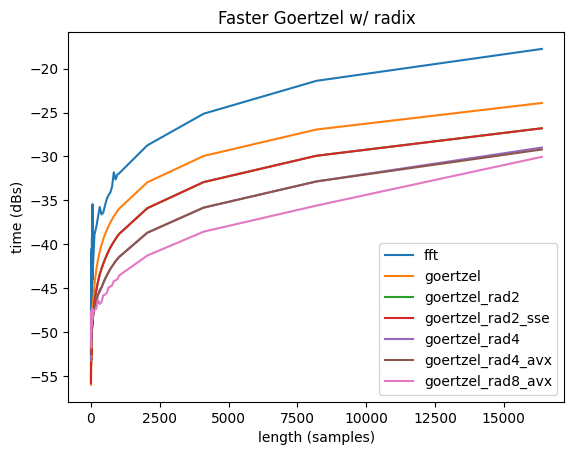 Faster Goertzel w/ radix
time (dBs)
−20
−25
−30
−35
−40
−45
−50
−55
fft
goertzel
goertzel_rad2
goertzel_rad2_sse
goertzel_rad4
goertzel_rad4_avx
goertzel_rad8_avx
0 2500 5000 7500 10000 12500 15000
length (samples)